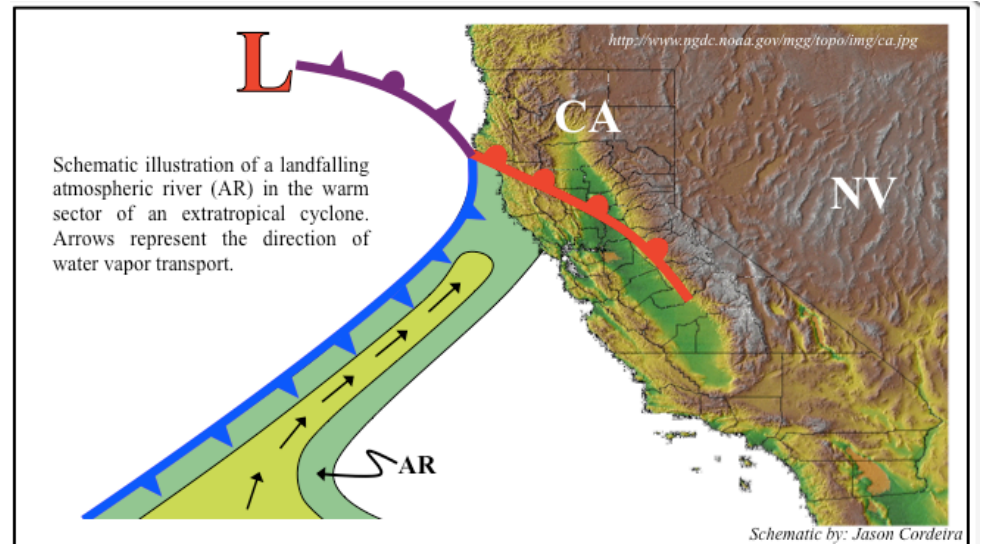 http://www.ngdc.noaa.gov/mgg/topo/img/ca.jpg
L
CA
Schematic illustration of a landfalling
atmospheric river (AR) in the warm
sector of an extratropical cyclone.
Arrows represent the direction of
water vapor transport.
NV
AR
Schematic by: Jason Cordeira